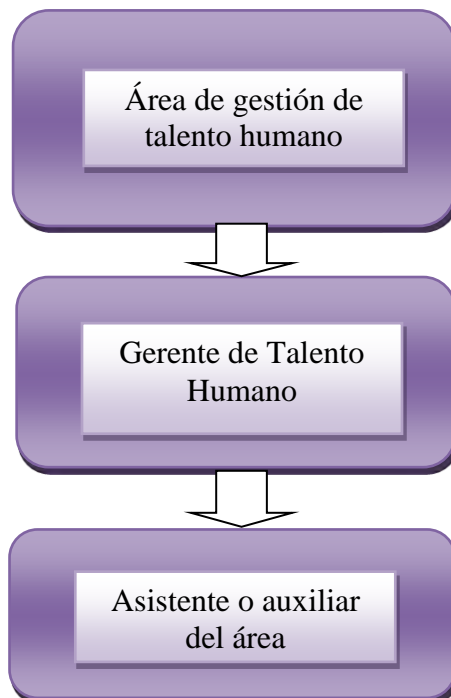 Área de gestión de
talento humano
Gerente de Talento
Humano
Asistente o auxiliar
del área